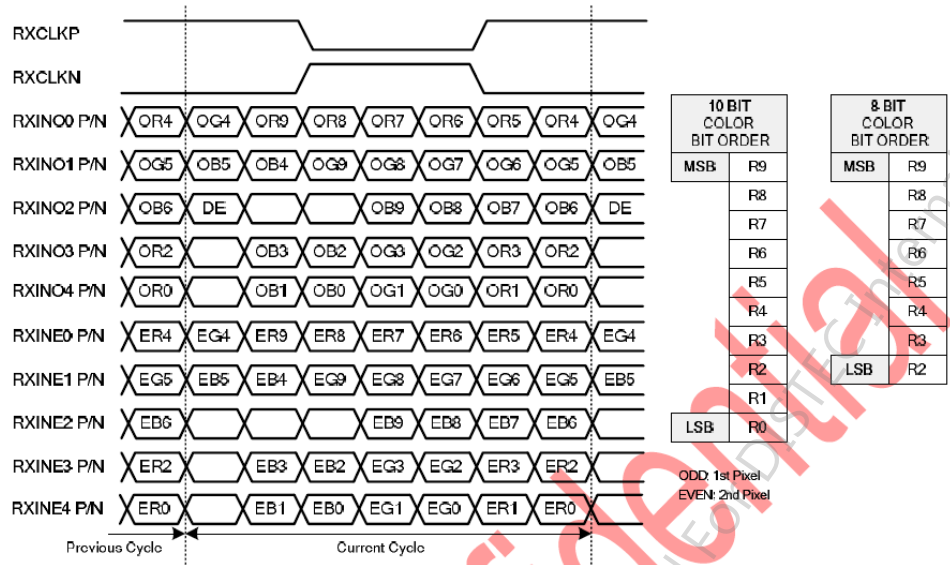 RXCLKP
RXCLKN
RXINO0 P/N OR4 OG4 OR9 OR8 OR7 OR6 OR5 OR4 OG4
RXINO1 P/N OG5 OB5 OB4 OG9 OG8 OG7 OG6 OG5 OB5
RXINO2 P/N OB6 DE OB9 OB8 OB7 OB6 DE
RXINO3 P/N OR2 OB3 OB2 OG3 OG2 OR3 OR2
RXINO4 P/N OR0 OB1 OB0 OG1 OG0 OR1 OR0
RXINE0 P/N ER4 EG4 ER9 ER8 ER7 ER6 ER5 ER4 EG4
RXINE1 P/N EG5 EB5 EB4 EG9 EG8 EG7 EG6 EG5 EB5
RXINE2 P/N EB6 EB9 EB8 EB7 EB6
RXINE3 P/N ER2 EB3 EB2 EG3 EG2 ER3 ER2
RXINE4 P/N ER0 EB1 EB0 EG1 EG0 ER1 ER0
Previous Cycle Current Cycle
10 BIT
COLOR
BIT ORDER
MSB R9
R8
R7
R6
R5
R4
R3
R2
R1
LSB R0
8 BIT
COLOR
BIT ORDER
MSB R9
R8
R7
R6
R5
R4
R3
LSB R2
ODD: 1st Pixel
EVEN: 2nd Pixel